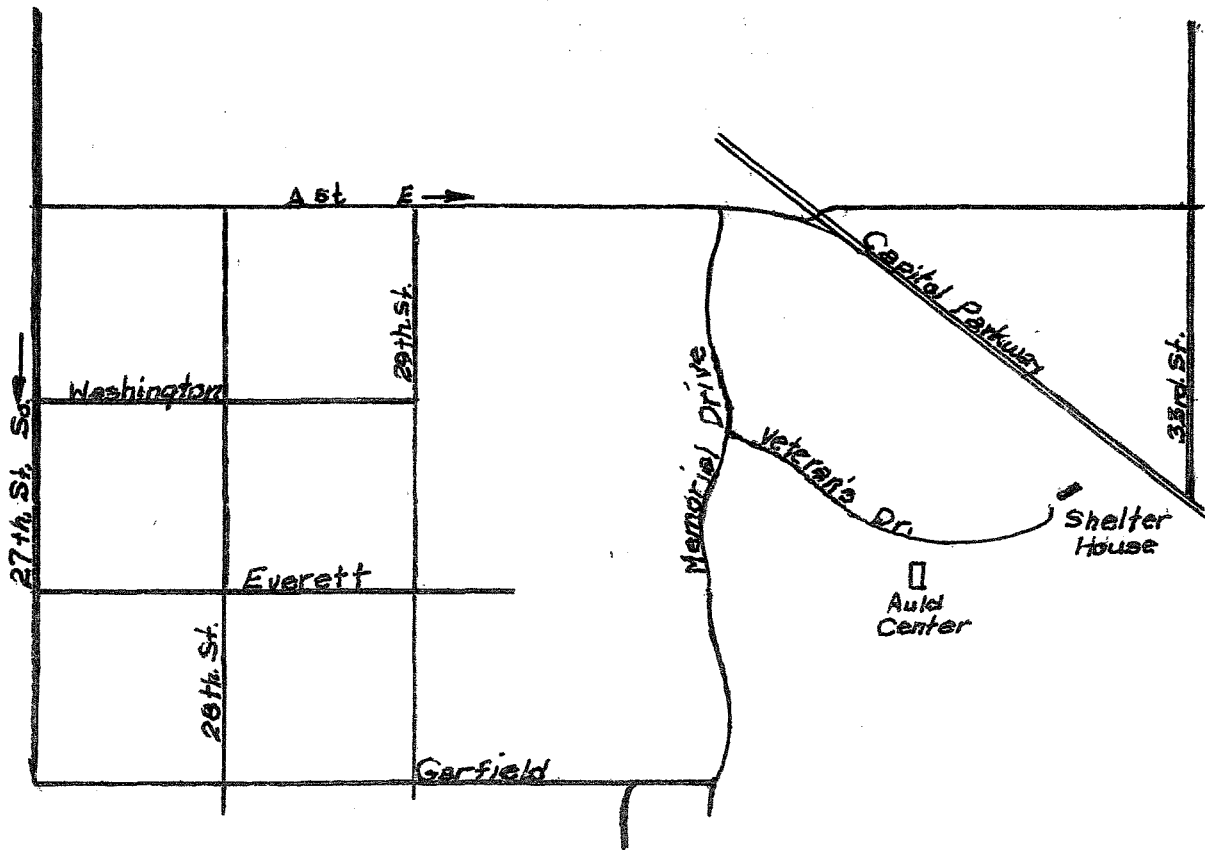 A St E
Capitol Parkway
29th. St.
33rd. St.
Washington
27th. St. So.
Memorial Drive
Veteran's Dr.
Shelter
House
Everett
Auld
Center
28th. St.
Garfield